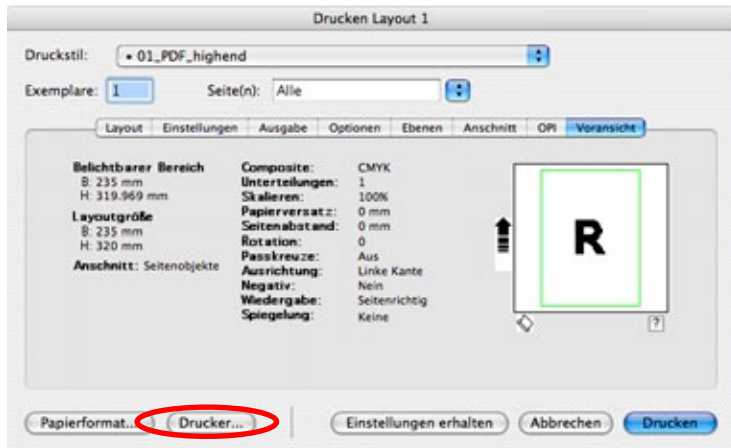 Drucken Layout 1
Druckstil: • 01_PDF_highend
Exemplare: 1 Seite(n): Alle
Layout Einstellungen Ausgabe Optionen Ebenen Anschnitt OPI Voransicht
Belichtbarer Bereich
B: 235 mm
H: 319.969 mm
Layoutgröße
B: 235 mm
H: 320 mm
Anschnitt: Seitenobjekte
Composite: CMYK
Unterteilungen: 1
Skalieren: 100%
Papierversatz: 0 mm
Seitenabstand: 0 mm
Rotation: 0
Passkreuze: Aus
Ausrichtung: Linke Kante
Negativ: Nein
Wiedergabe: Seitenrichtig
Spiegelung: Keine
R
?
Papierformat... Drucker... Einstellungen erhalten Abbrechen Drucken